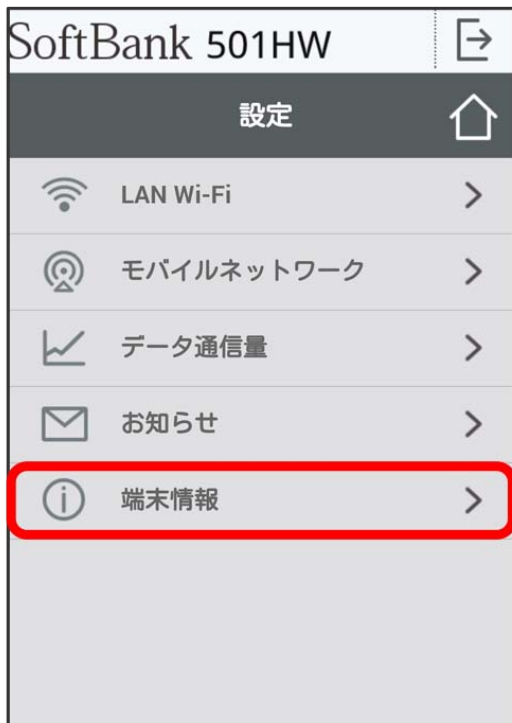 SoftBank 501HW
設定
LAN Wi-Fi
モバイルネットワーク
データ通信量
お知らせ
端末情報